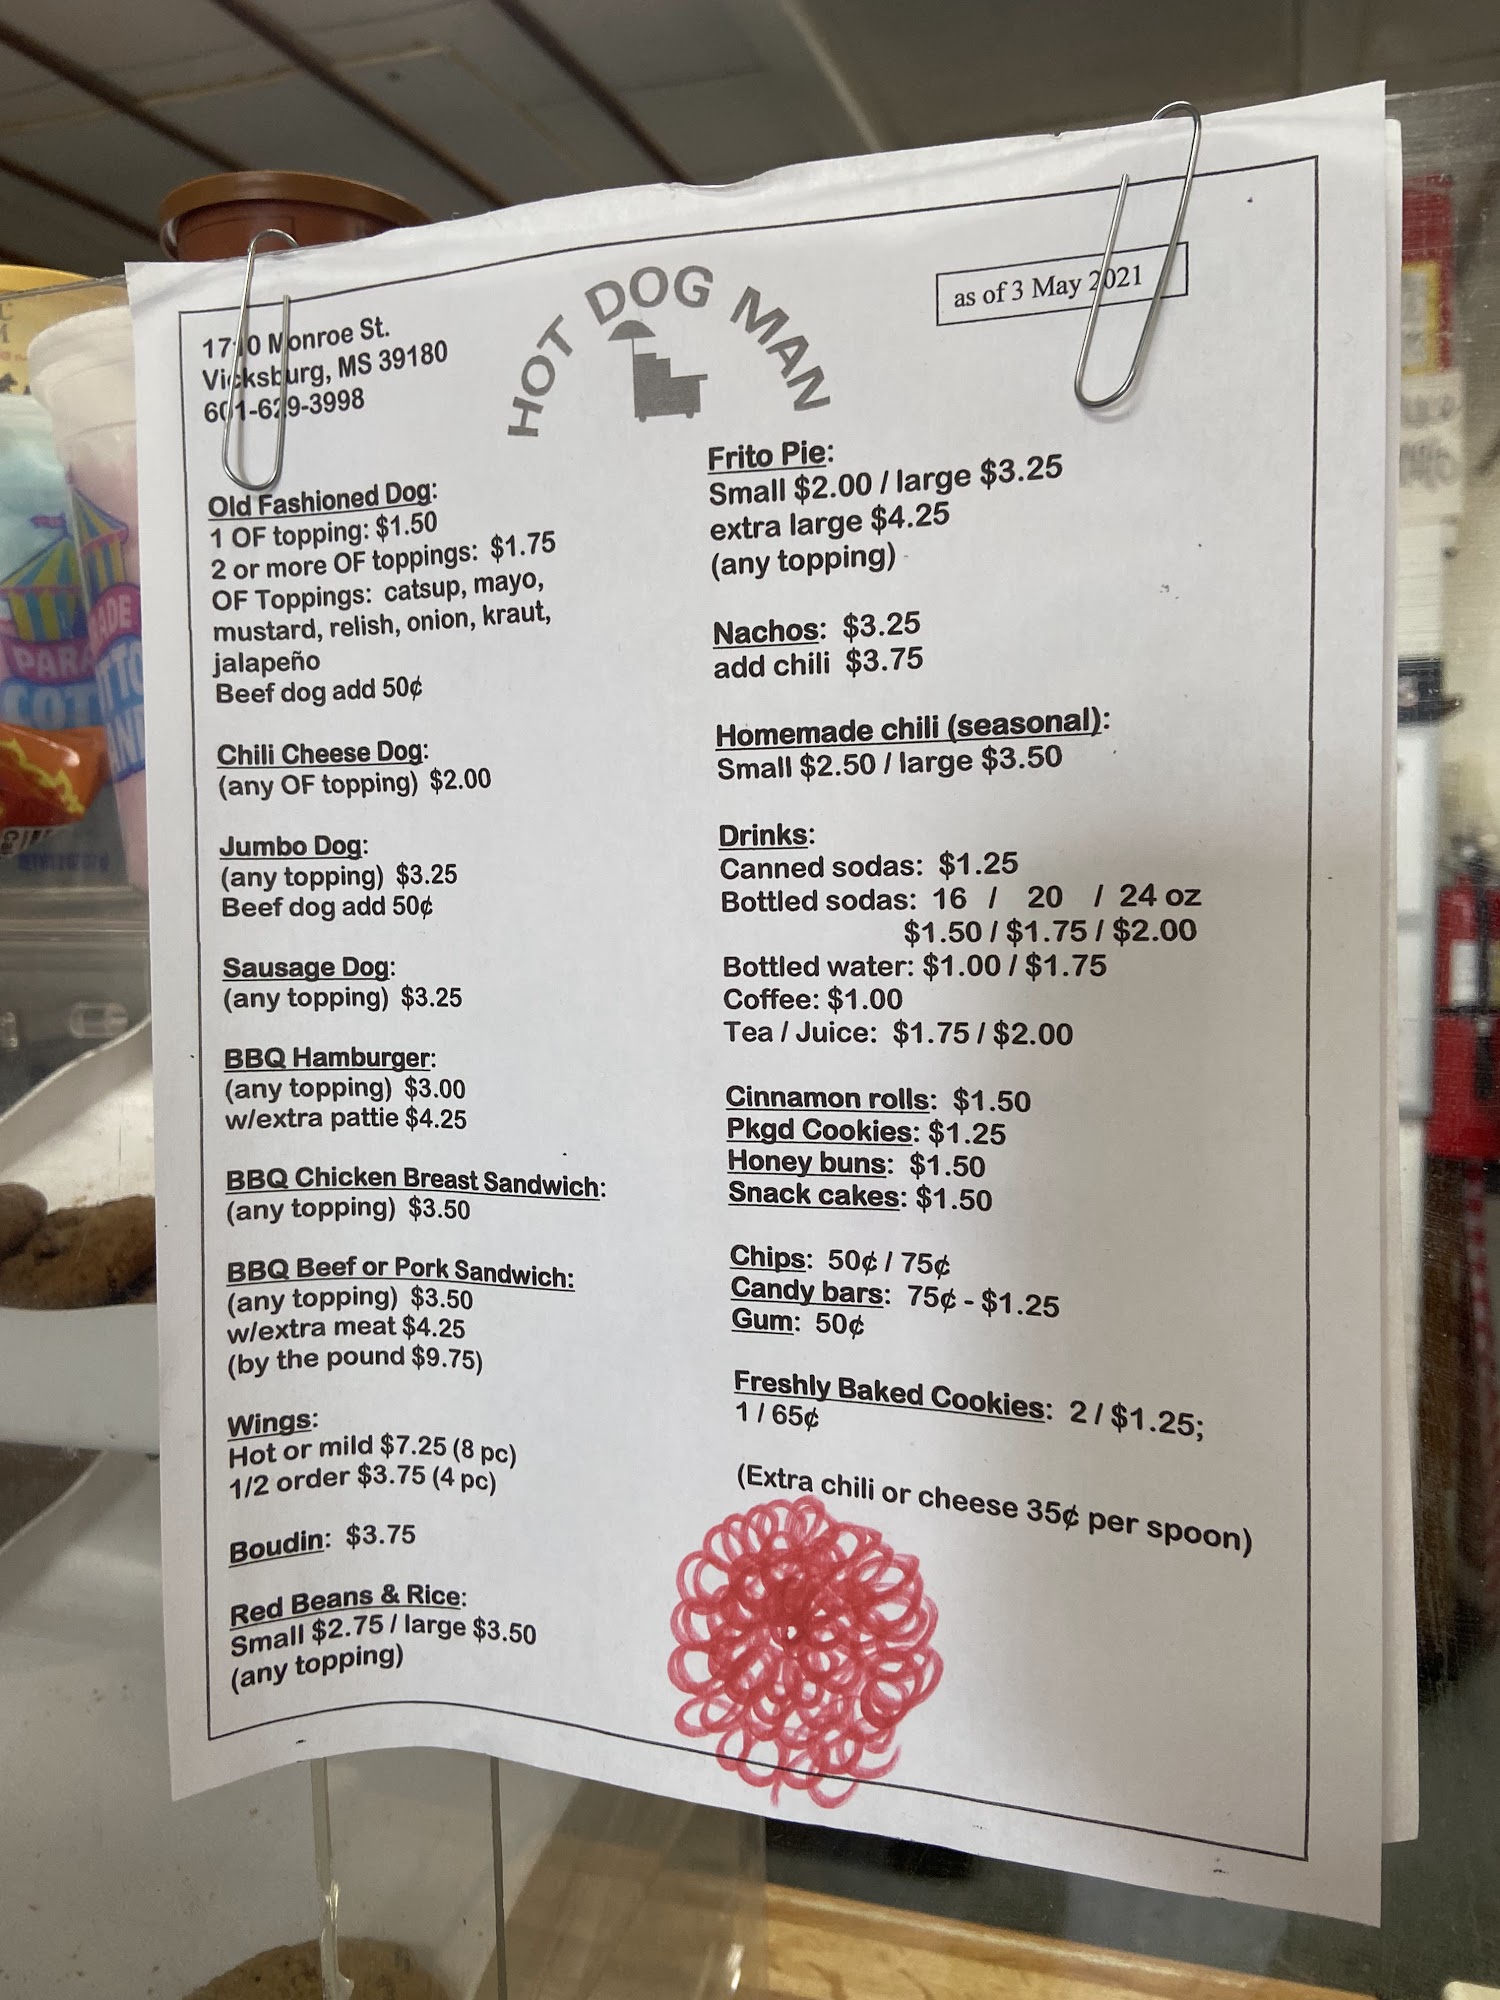 HOT DOG MAN
as of 3 May 2021
Monroe St.
Vicksburg, MS 39180
601-629-3998
Old Fashioned Dog:
1 OF topping: $1.50
2 or more OF toppings: $1.75
OF Toppings: catsup, mayo,
mustard, relish, onion, kraut,
jalapeño
Beef dog add 50¢
Chili Cheese Dog:
(any OF topping) $2.00
Jumbo Dog:
(any topping) $3.25
Beef dog add 50¢
Sausage Dog:
(any topping) $3.25
BBQ Hamburger:
(any topping) $3.00
w/extra pattie $4.25
BBQ Chicken Breast Sandwich:
(any topping) $3.50
BBQ Beef or Pork Sandwich:
(any topping) $3.50
w/extra meat $4.25
(by the pound $9.75)
Wings:
Hot or mild $7.25 (8 pc)
1/2 order $3.75 (4 pc)
Boudin: $3.75
Red Beans & Rice:
Small $2.75 / large $3.50
(any topping)
Frito Pie:
Small $2.00 / large $3.25
extra large $4.25
(any topping)
Nachos: $3.25
add chili $3.75
Homemade chili (seasonal):
Small $2.50 / large $3.50
Drinks:
Canned sodas: $1.25
Bottled sodas: 16 / 20 / 24 oz
$1.50 / $1.75 / $2.00
Bottled water: $1.00 / $1.75
Coffee: $1.00
Tea / Juice: $1.75 / $2.00
Cinnamon rolls: $1.50
Pkgd Cookies: $1.25
Honey buns: $1.50
Snack cakes: $1.50
Chips: 50¢ / 75¢
Candy bars: 75¢ - $1.25
Gum: 50¢
Freshly Baked Cookies: 2 / $1.25;
1 / 65¢
(Extra chili or cheese 35¢ per spoon)